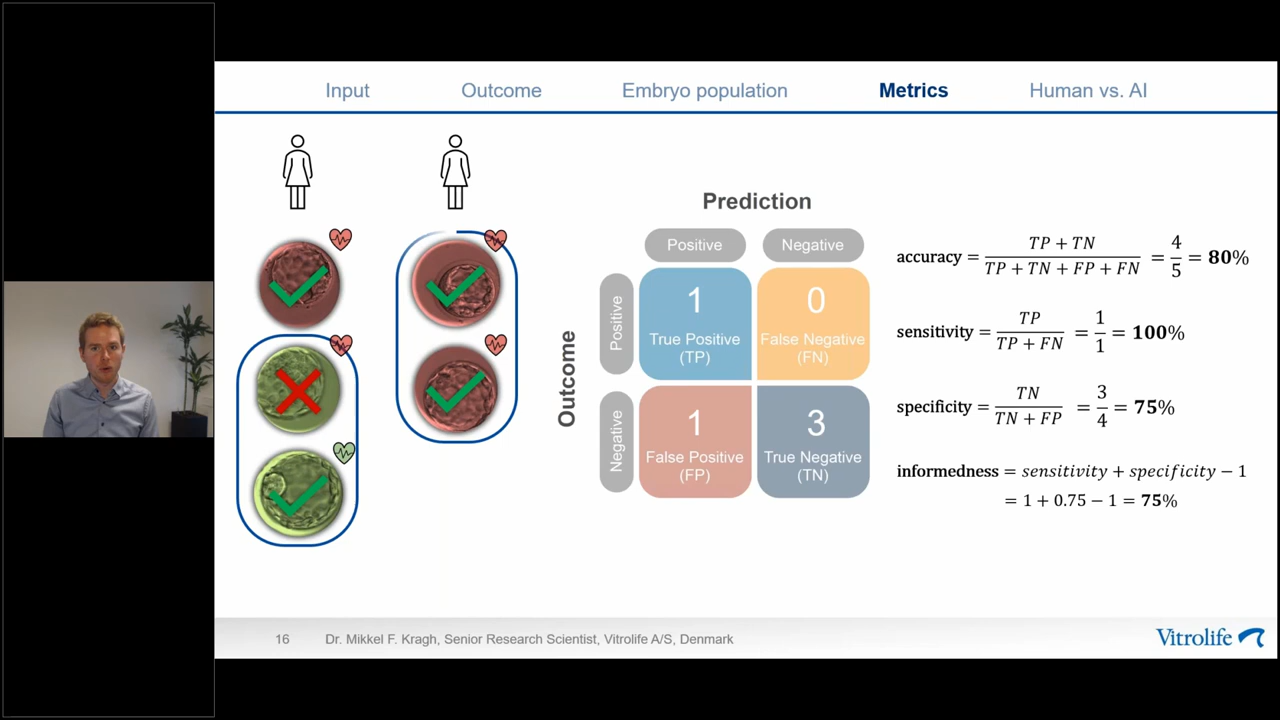 Input Outcome Embryo population Metrics Human vs. AI
Prediction
Positive Negative
Outcome
Positive
Negative
1
True Positive
(TP)
0
False Negative
(FN)
1
False Positive
(FP)
3
True Negative
(TN)
accuracy = TP + TN / TP + TN + FP + FN = 4/5 = 80%
sensitivity = TP / TP + FN = 1/1 = 100%
specificity = TN / TN + FP = 3/4 = 75%
informedness = sensitivity + specificity − 1
= 1 + 0.75 − 1 = 75%
16 Dr. Mikkel F. Kragh, Senior Research Scientist, Vitrolife A/S, Denmark
Vitrolife